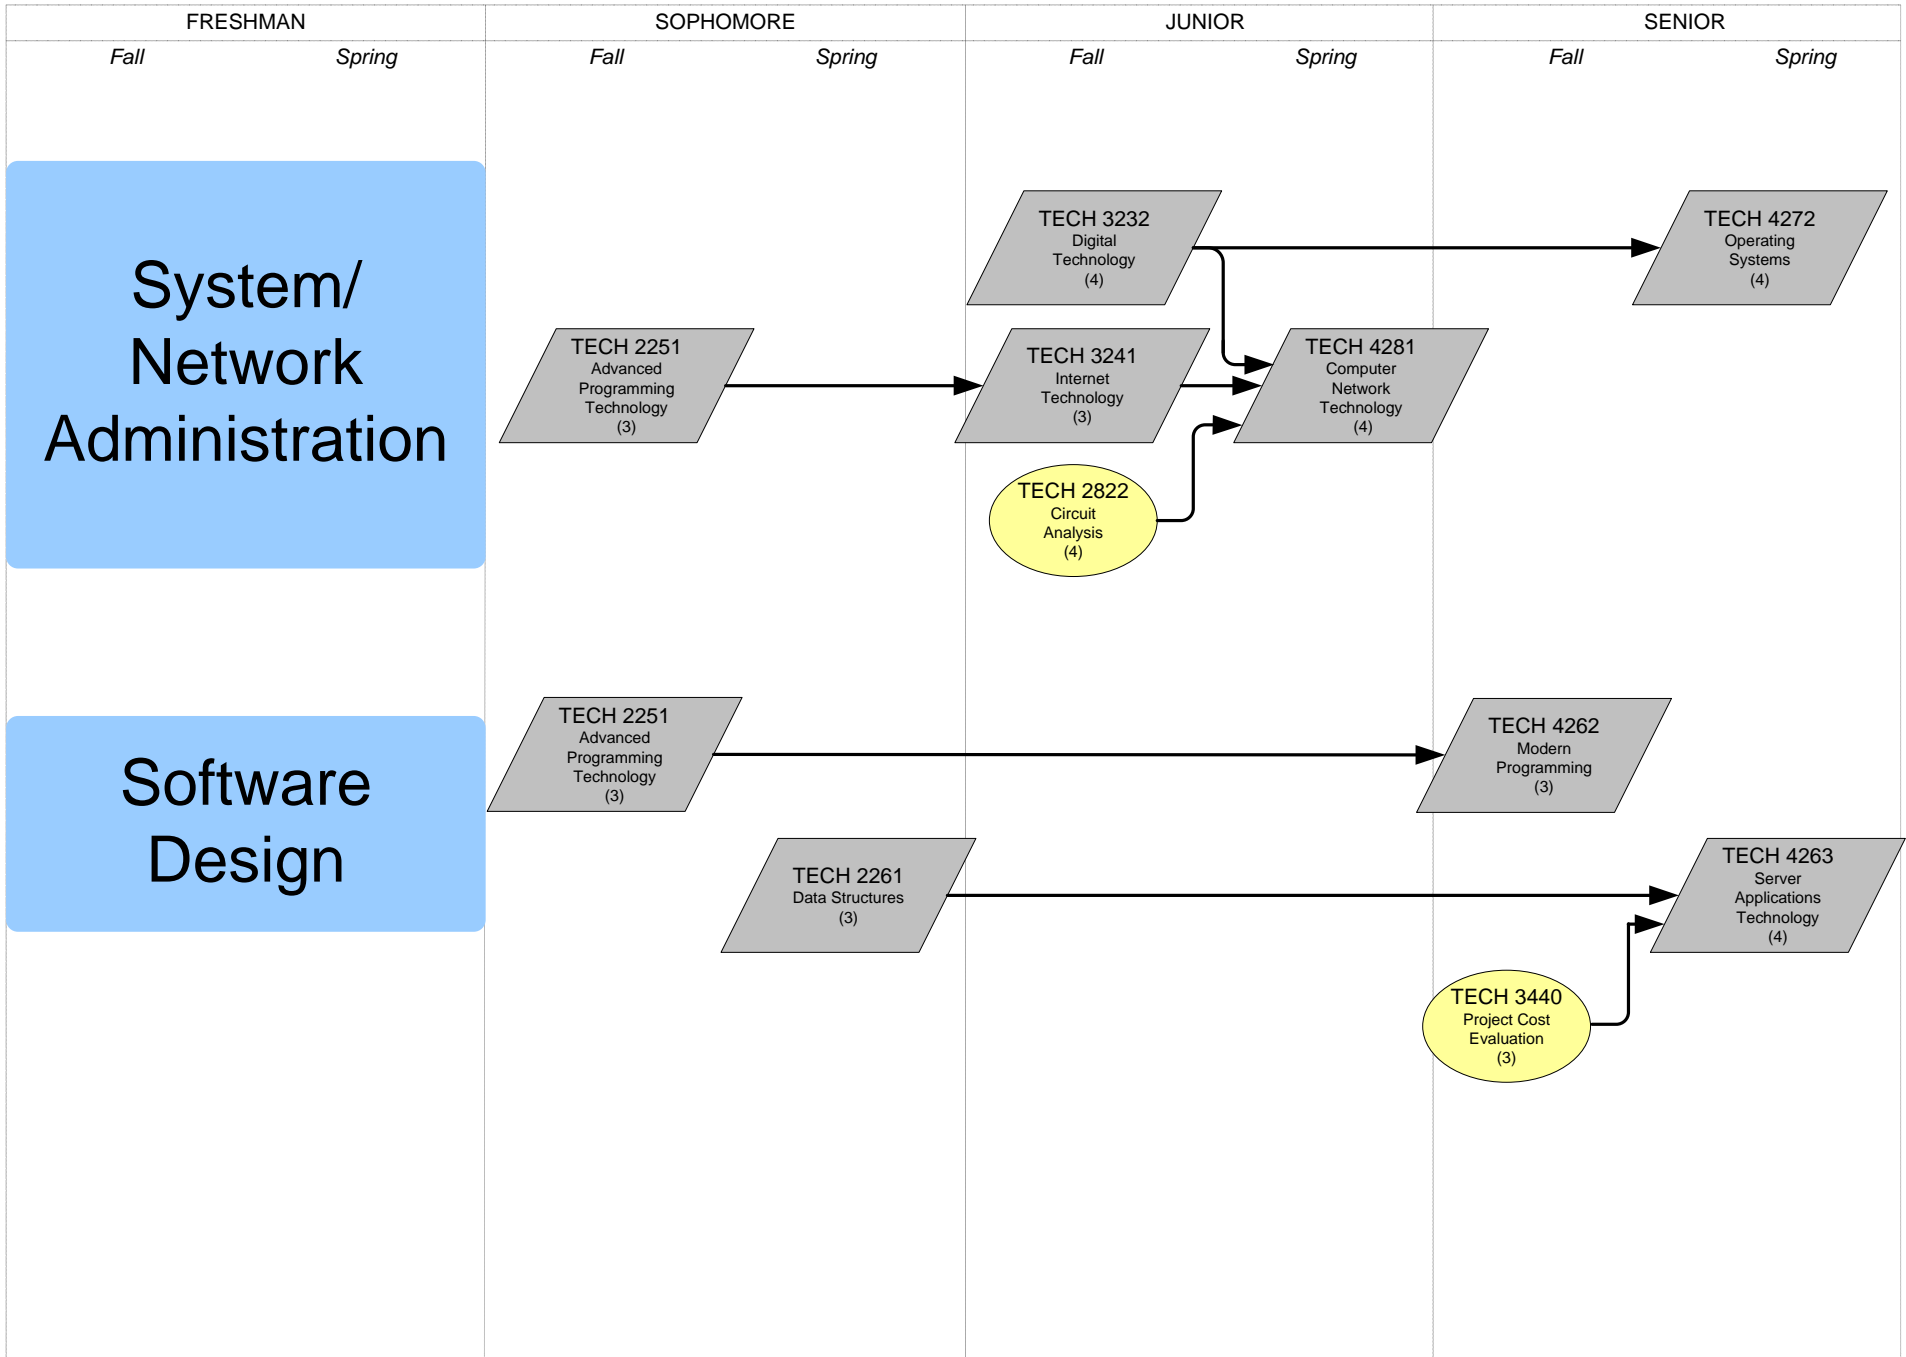 FRESHMAN
SOPHOMORE
JUNIOR
SENIOR
Fall
Spring
Fall
Spring
Fall
Spring
Fall
Spring
System/
Network
Administration
TECH 3232
Digital
Technology
(4)
TECH 4272
Operating
Systems
(4)
TECH 2251
Advanced
Programming
Technology
(3)
TECH 3241
Internet
Technology
(3)
TECH 4281
Computer
Network
Technology
(4)
TECH 2822
Circuit
Analysis
(4)
Software
Design
TECH 2251
Advanced
Programming
Technology
(3)
TECH 4262
Modern
Programming
(3)
TECH 2261
Data Structures
(3)
TECH 4263
Server
Applications
Technology
(4)
TECH 3440
Project Cost
Evaluation
(3)